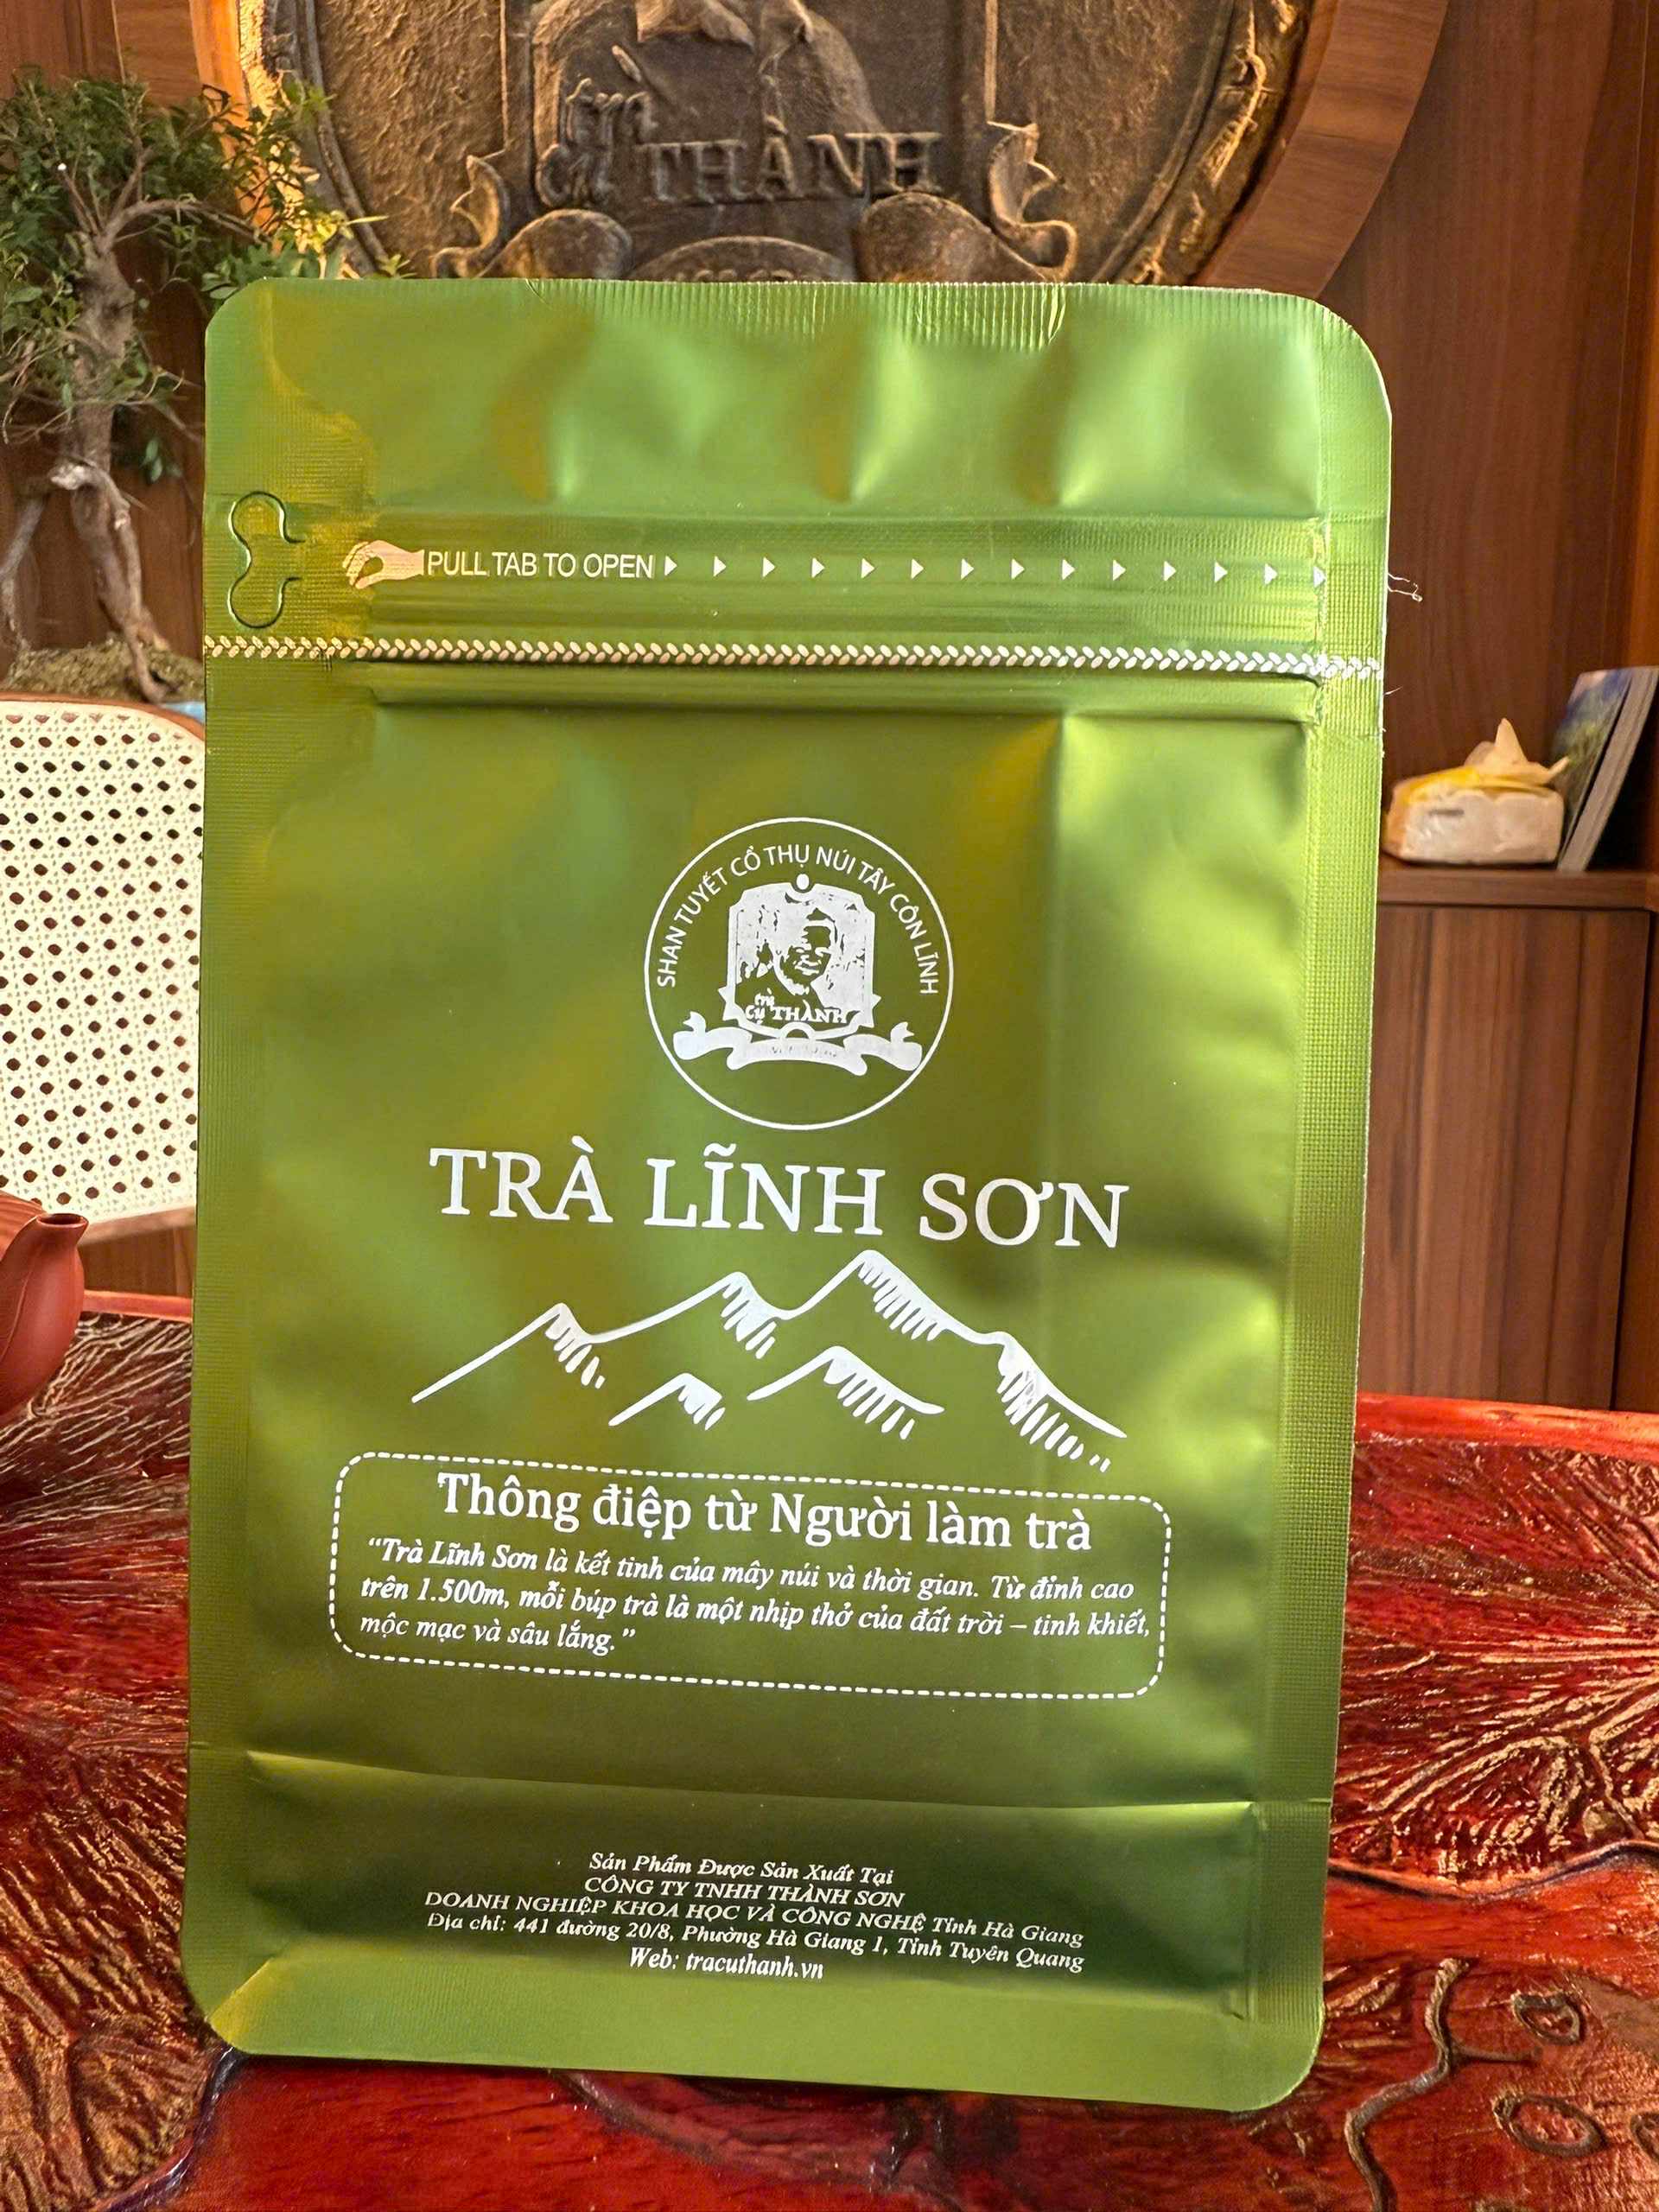 trà
cụ THÀNH
PULL TAB TO OPEN
SHAN TUYẾT CỔ THỤ NÚI TÂY CÔN LĨNH
trà
Cụ THÀNH
TRÀ LĨNH SƠN
Thông điệp từ Người làm trà
“Trà Lĩnh Sơn là kết tinh của mây núi và thời gian. Từ đỉnh cao
trên 1.500m, mỗi búp trà là một nhịp thở của đất trời – tinh khiết,
mộc mạc và sâu lắng.”
Sản Phẩm Được Sản Xuất Tại
CÔNG TY TNHH THÀNH SƠN
DOANH NGHIỆP KHOA HỌC VÀ CÔNG NGHỆ Tỉnh Hà Giang
Địa chỉ: 441 đường 20/8, Phường Hà Giang 1, Tỉnh Tuyên Quang
Web: tracuthanh.vn